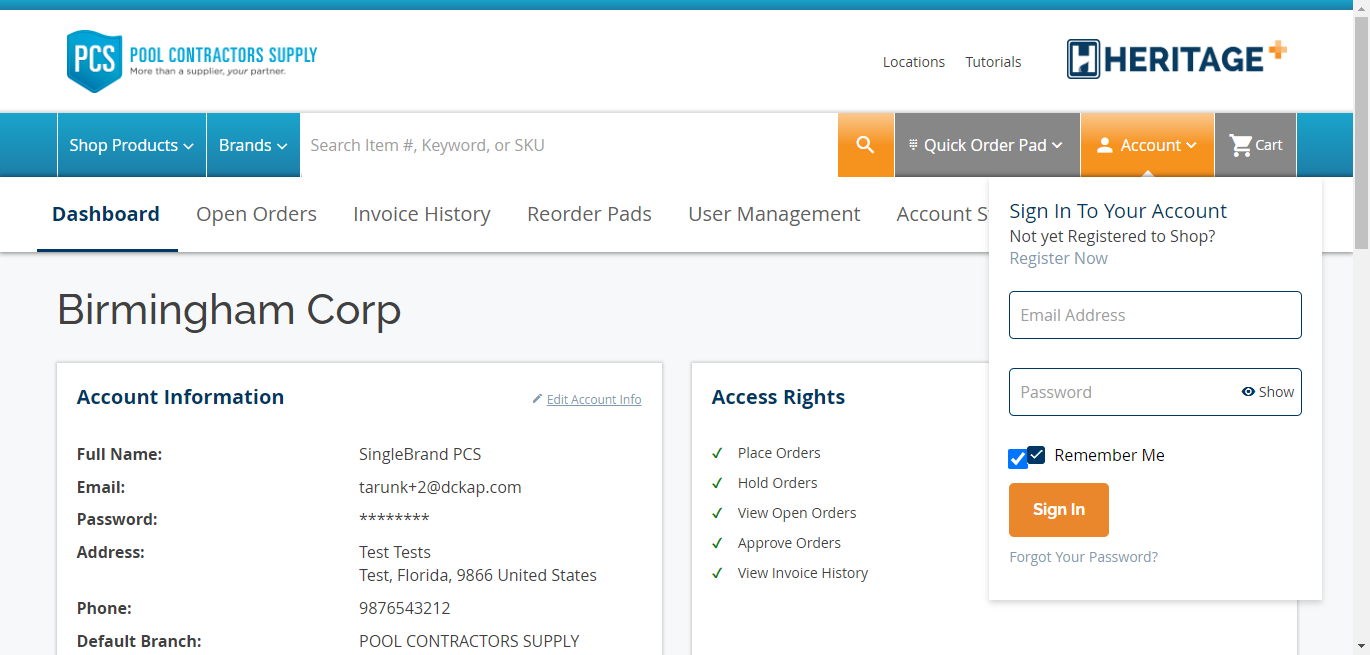 PCS POOL CONTRACTORS SUPPLY
More than a supplier, your partner.
Locations Tutorials
HERITAGE+
Shop Products Brands Search Item #, Keyword, or SKU Quick Order Pad Account Cart
Dashboard Open Orders Invoice History Reorder Pads User Management Account S
Sign In To Your Account
Not yet Registered to Shop?
Register Now
Email Address
Password Show
Remember Me
Sign In
Forgot Your Password?
Birmingham Corp
Account Information Edit Account Info
Full Name: SingleBrand PCS
Email: tarunk+2@dckap.com
Password: ********
Address: Test Tests
Test, Florida, 9866 United States
Phone: 9876543212
Default Branch: POOL CONTRACTORS SUPPLY
Access Rights
Place Orders
Hold Orders
View Open Orders
Approve Orders
View Invoice History